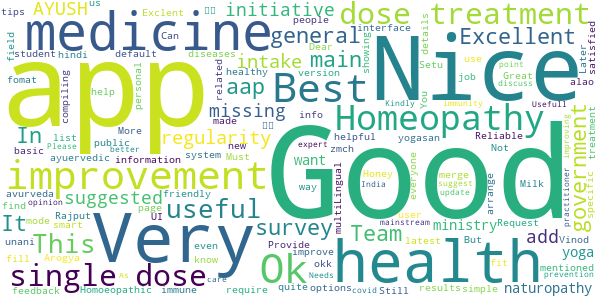 tips AYUSH Exclent Can people initiative dose treatment
medicine general interface details
field student hindi default diseases Dear showing intake main Excellent
app Nice
personal healthy version aap Best Setu job Great discuss point You Later satisfied
fomat compiling help related missing use Kindly immunity Usefull alao
In list Please public better made info helpful yogasan Reliable Not
More new regularity Homeopathy
basic ayuervedic information system Must expert zmch everyone
improvement want way India multilingual merge suggest update arrange government specific treatment improving
ayurveda find suggested useful Good
UI friendly Honey Milk practitioner
It opinion mode Rajput page Very survey Team ministry Request add
unani smart This even know Provide user latest But Vinod yoga
fill Arogya Ok health mainstream simple fit mentioned prevention
single dose As care improve okk Needs options covid
feedback Homoeopathic immune require quite Still results naturopathy
us